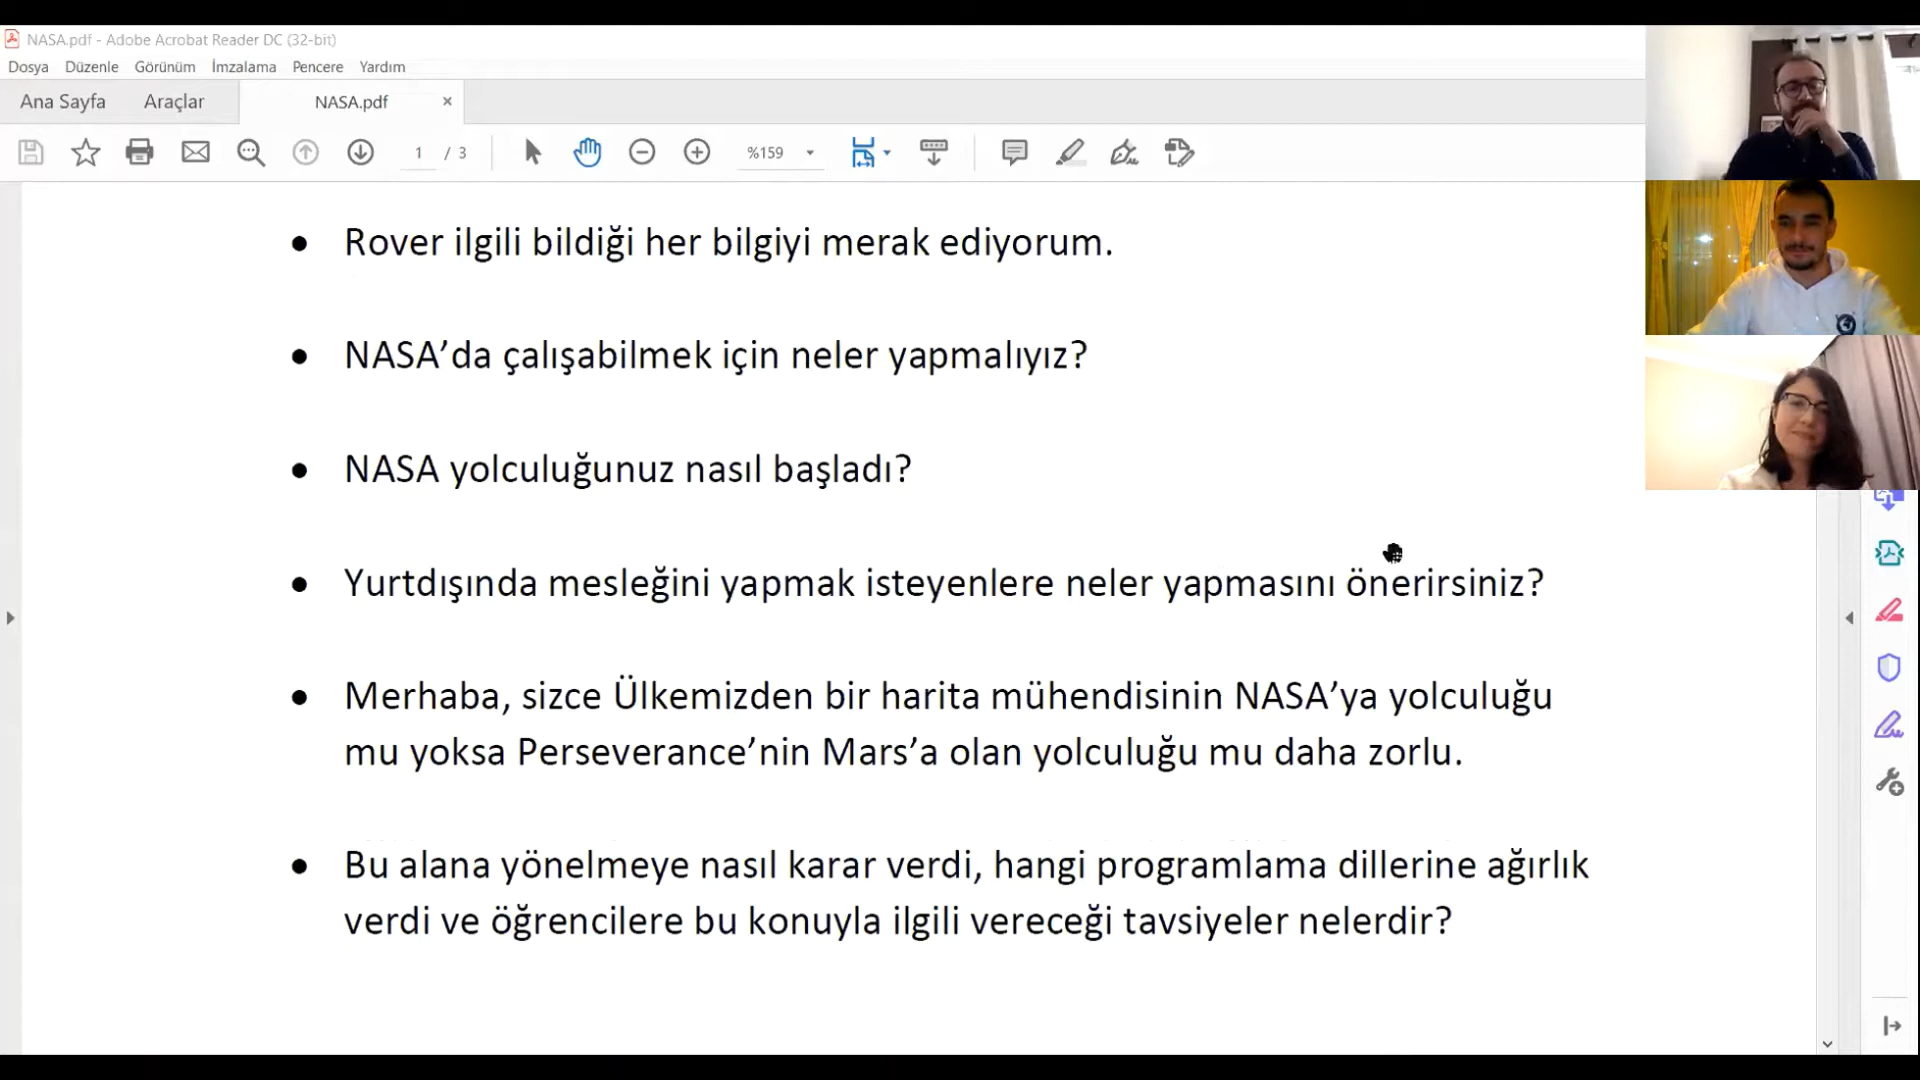 NASA.pdf - Adobe Acrobat Reader DC (32-bit)
Dosya Düzenle Görünüm İmzalama Pencere Yardım
Ana Sayfa Araçlar NASA.pdf ×
1 / 3 %159
• Rover ilgili bildiği her bilgiyi merak ediyorum.
• NASA’da çalışabilmek için neler yapmalıyız?
• NASA yolculuğunuz nasıl başladı?
• Yurtdışında mesleğini yapmak isteyenlere neler yapmasını önerirsiniz?
• Merhaba, sizce Ülkemizden bir harita mühendisinin NASA’ya yolculuğu
mu yoksa Perseverance’nin Mars’a olan yolculuğu mu daha zorlu.
• Bu alana yönelmeye nasıl karar verdi, hangi programlama dillerine ağırlık
verdi ve öğrencilere bu konuyla ilgili vereceği tavsiyeler nelerdir?